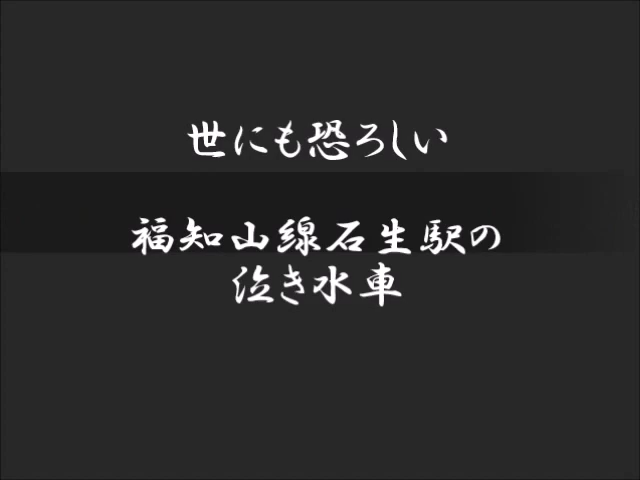 世にも恐ろしい
福知山線石生駅の
泣き水車